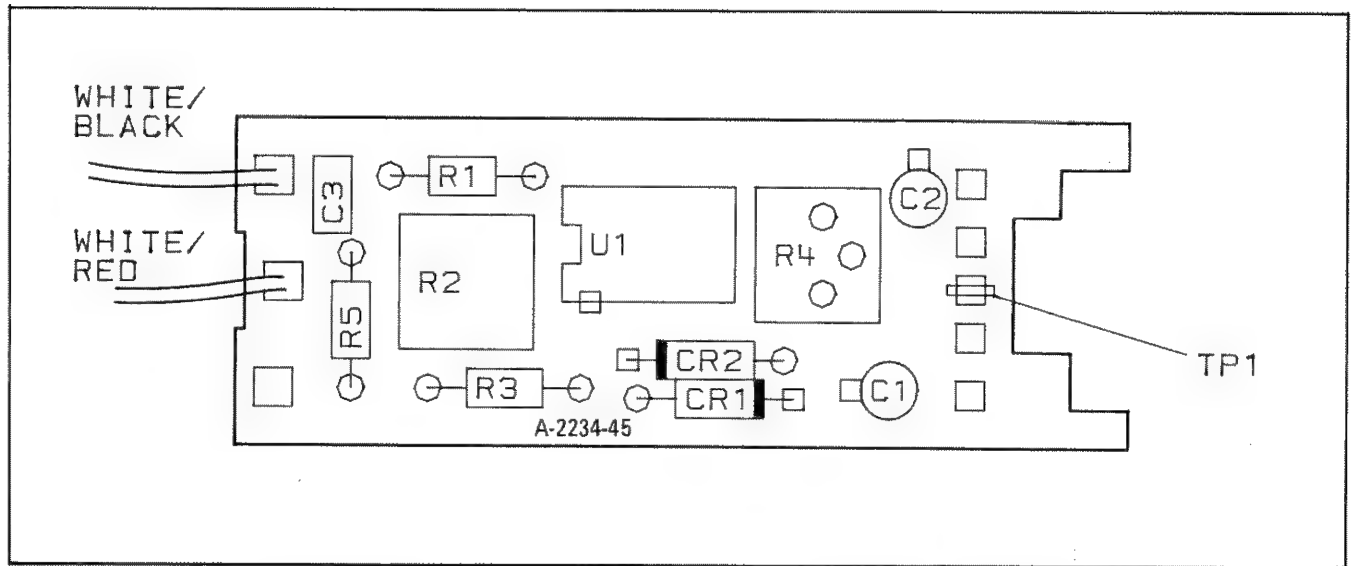 WHITE/
BLACK
C3
R1
C2
WHITE/
RED
U1
R4
R2
R5
CR2
TP1
R3
CR1
C1
A-2234-45